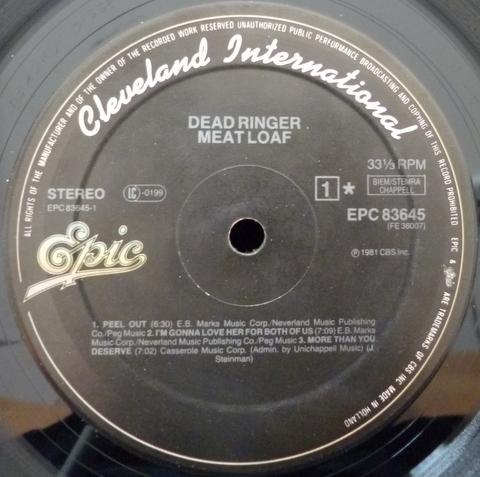 ALL RIGHTS OF THE MANUFACTURER AND OF THE OWNER OF THE RECORDED WORK RESERVED UNAUTHORIZED PUBLIC PERFORMANCE BROADCASTING AND COPYING OF THIS RECORD PROHIBITED EPIC & Epic ARE TRADEMARKS OF CBS INC MADE IN HOLLAND
Cleveland International
DEAD RINGER
MEAT LOAF
STEREO
EPC 83645-1
LC -0199
33⅓ RPM
1 *
BIEM/STEMRA
CHAPPELL
EPC 83645
(FE 36007)
Epic
℗ 1981 CBS Inc.
1. PEEL OUT (6:30) E.B. Marks Music Corp./Neverland Music Publishing
Co./Peg Music 2. I'M GONNA LOVE HER FOR BOTH OF US (7:09) E.B. Marks
Music Corp./Neverland Music Publishing Co./Peg Music 3. MORE THAN YOU
DESERVE (7:02) Casserole Music Corp. (Admin. by Unichappell Music) (J.
Steinman)